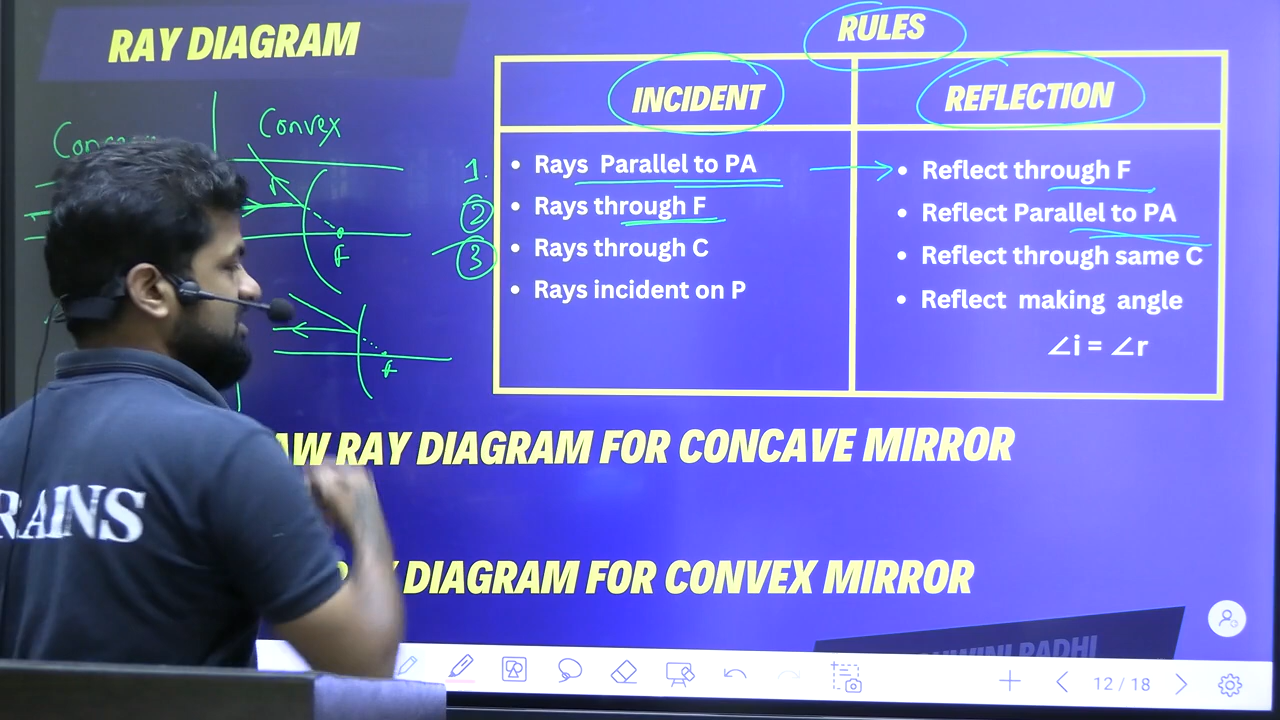 RAY DIAGRAM
RULES
INCIDENT
REFLECTION
Convex
F
F
1.
• Rays Parallel to PA
2
• Rays through F
3
• Rays through C
• Rays incident on P
• Reflect through F
• Reflect Parallel to PA
• Reflect through same C
• Reflect making angle
∠i = ∠r
RAY DIAGRAM FOR CONCAVE MIRROR
DIAGRAM FOR CONVEX MIRROR
12 / 18